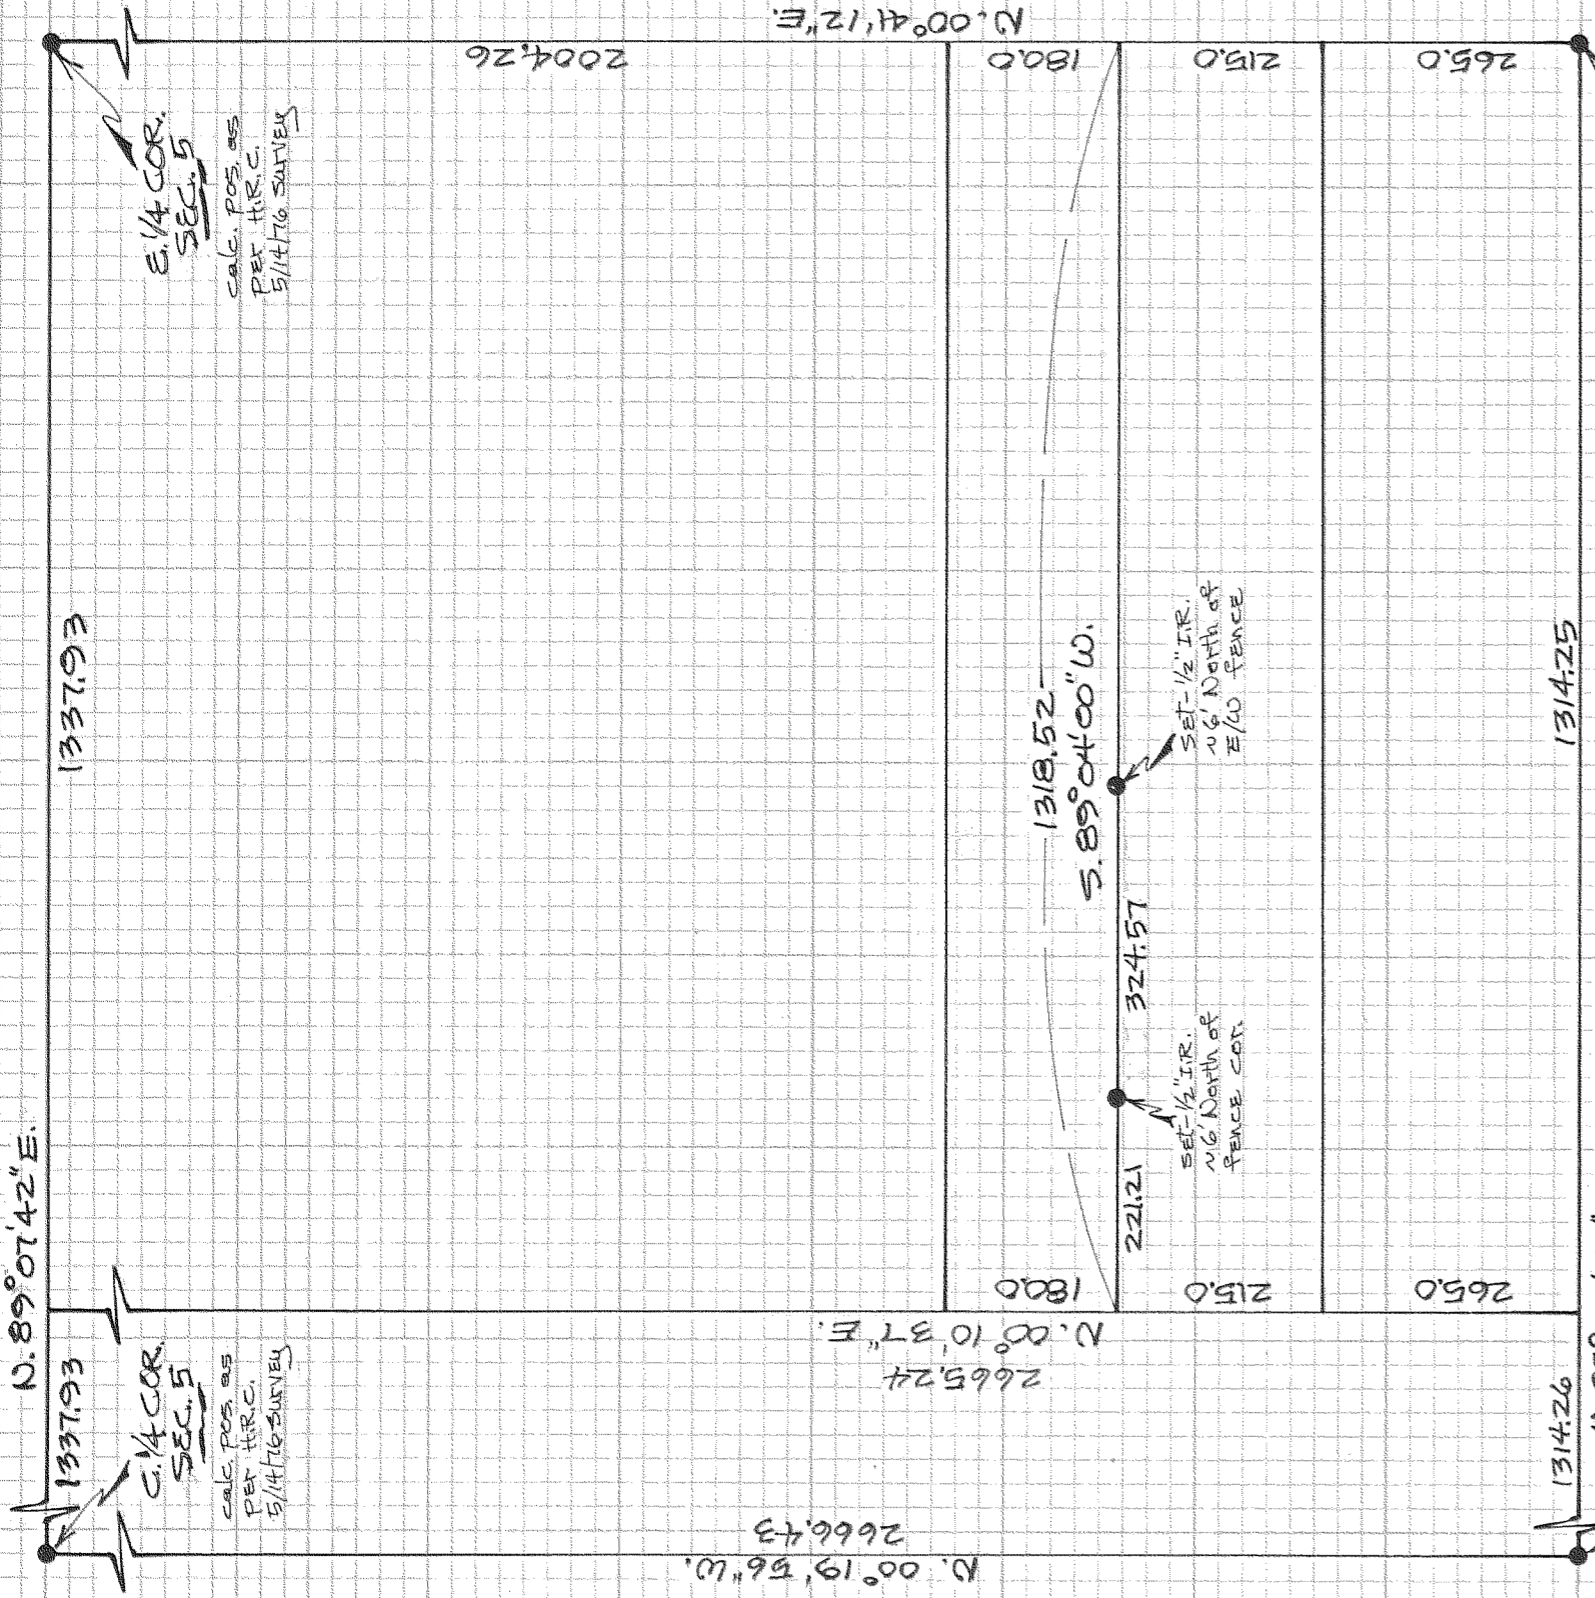 N. 89°07'42"E.
1337.93
1337.93
C. 1/4 COR.
SEC. 5
calc. pos. as
per H.R.C.
5/14/76 survey
E. 1/4 COR.
SEC. 5
calc. pos. as
per H.R.C.
5/14/76 survey
N. 00°41'12"E.
2004.26
180.0
215.0
265.0
N. 00°19'56"W.
2666.43
N. 00°10'37"E.
2665.24
180.0
215.0
265.0
1318.52
S. 89°04'00"W.
221.21
324.57
set-1/2" I.R.
~6' North of
fence cor.
set-1/2" I.R.
~6' North of
E/W fence
1314.26
1314.25